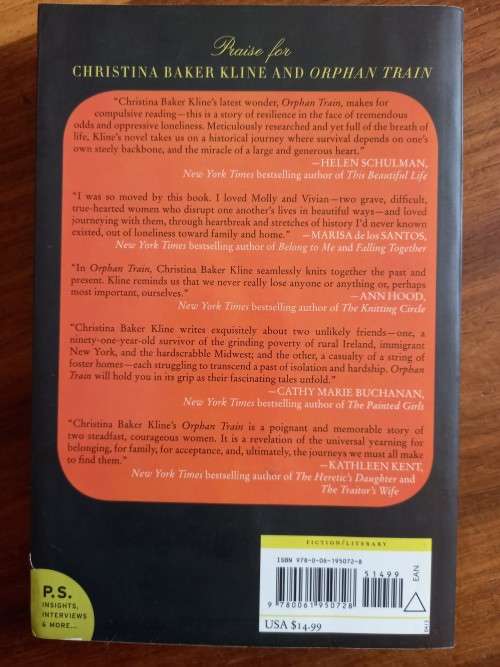 Praise for
CHRISTINA BAKER KLINE AND ORPHAN TRAIN
"Christina Baker Kline's latest wonder, Orphan Train, makes for
compulsive reading—this is a story of resilience in the face of tremendous
odds and oppressive loneliness. Meticulously researched and yet full of the breath of
life, Kline's novel takes us on a historical journey where survival depends on one's
own steely backbone, and the miracle of a large and generous heart."
—HELEN SCHULMAN,
New York Times bestselling author of This Beautiful Life
"I was so moved by this book. I loved Molly and Vivian—two grave, difficult,
true-hearted women who disrupt one another's lives in beautiful ways—and loved
journeying with them, through heartbreak and stretches of history I'd never known
existed, out of loneliness toward family and home." —MARISA de los SANTOS,
New York Times bestselling author of Belong to Me and Falling Together
"In Orphan Train, Christina Baker Kline seamlessly knits together the past and
present. Kline reminds us that we never really lose anyone or anything or, perhaps
most important, ourselves."
—ANN HOOD,
New York Times bestselling author of The Knitting Circle
"Christina Baker Kline writes exquisitely about two unlikely friends—one, a
ninety-one-year-old survivor of the grinding poverty of rural Ireland, immigrant
New York, and the hardscrabble Midwest; and the other, a casualty of a string of
foster homes—each struggling to transcend a past of isolation and hardship. Orphan
Train will hold you in its grip as their fascinating tales unfold."
—CATHY MARIE BUCHANAN,
New York Times bestselling author of The Painted Girls
"Christina Baker Kline's Orphan Train is a poignant and memorable story of
two steadfast, courageous women. It is a revelation of the universal yearning for
belonging, for family, for acceptance, and, ultimately, the journeys we must all make
to find them."
—KATHLEEN KENT,
New York Times bestselling author of The Heretic's Daughter and
The Traitor's Wife
P.S.
INSIGHTS,
INTERVIEWS
& MORE...
FICTION/LITERARY
ISBN 978-0-06-195072-8
51499
9 780061 950728
EAN
0413
USA $14.99